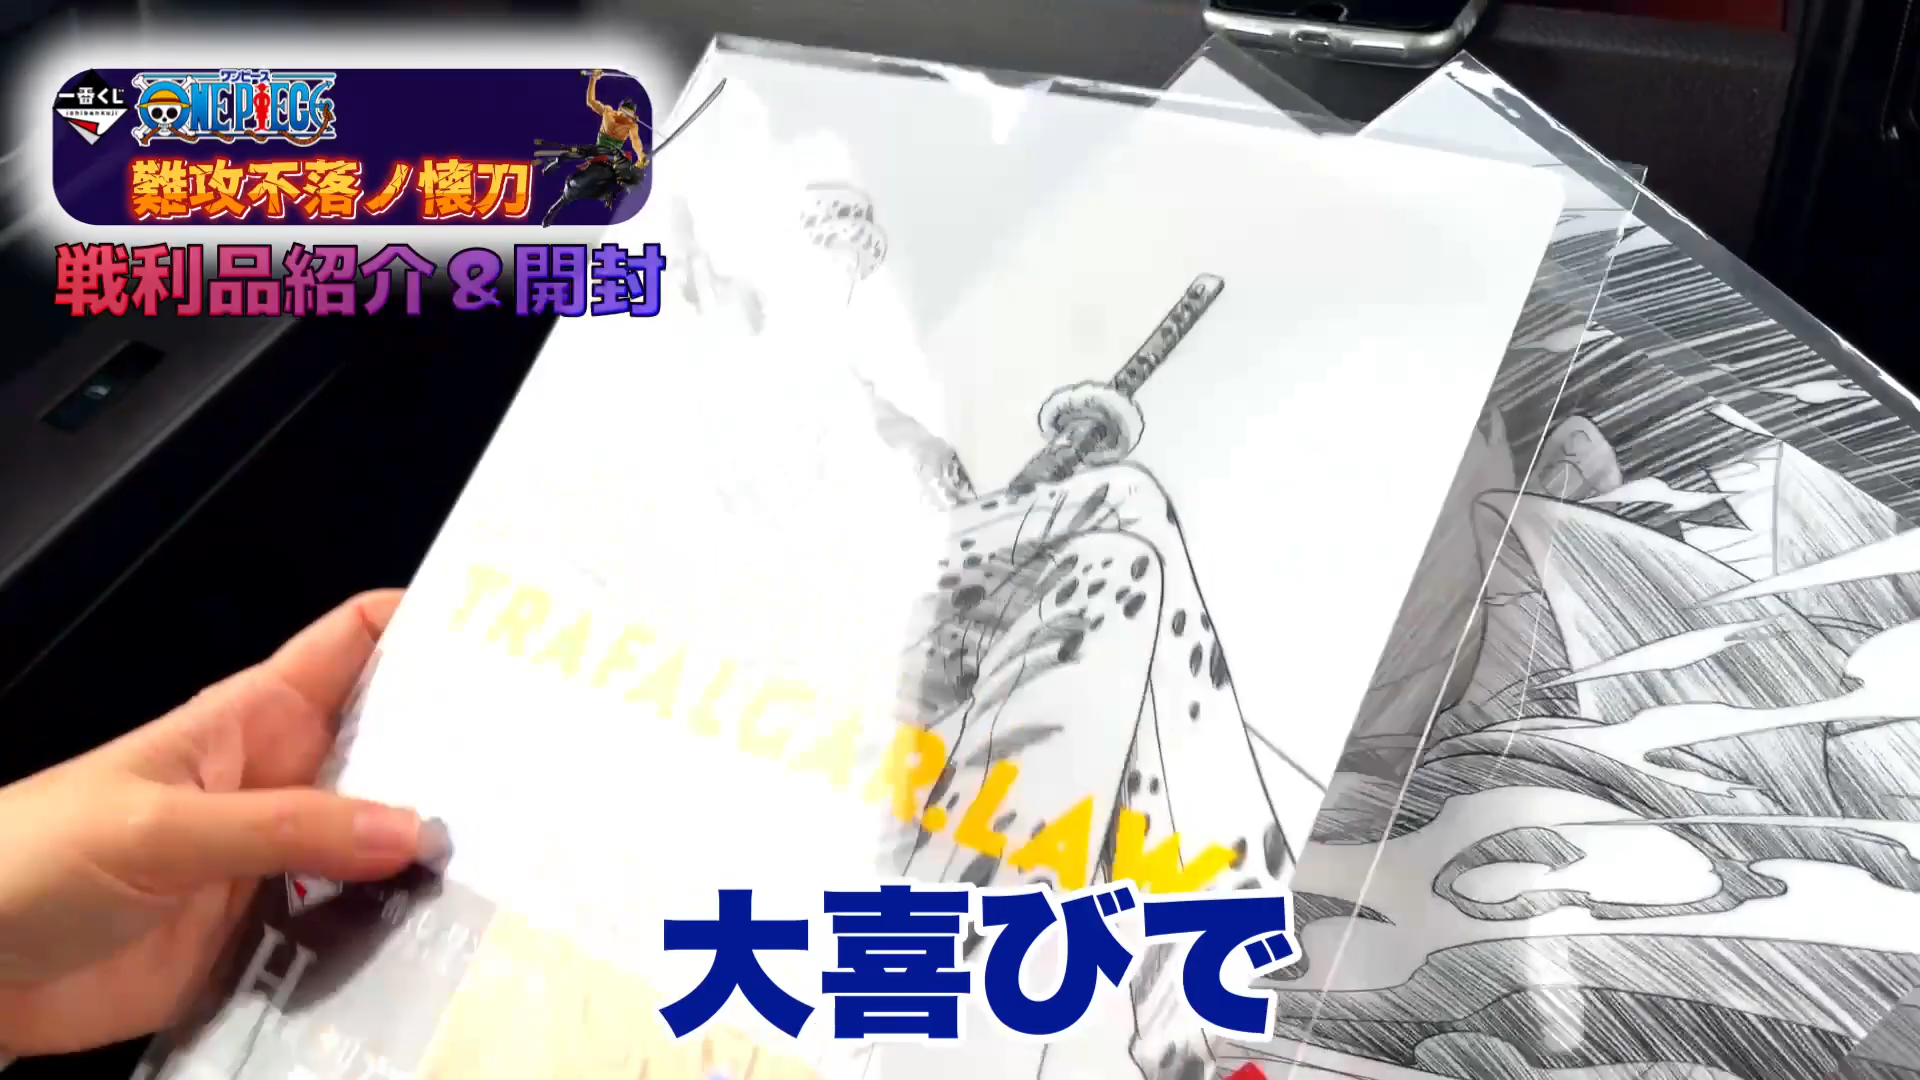 一番くじ
ichibankuji
ワンピース
ONE PIECE
難攻不落ノ懐刀
戦利品紹介&開封
TRAFALGAR.LAW
H
大喜びで